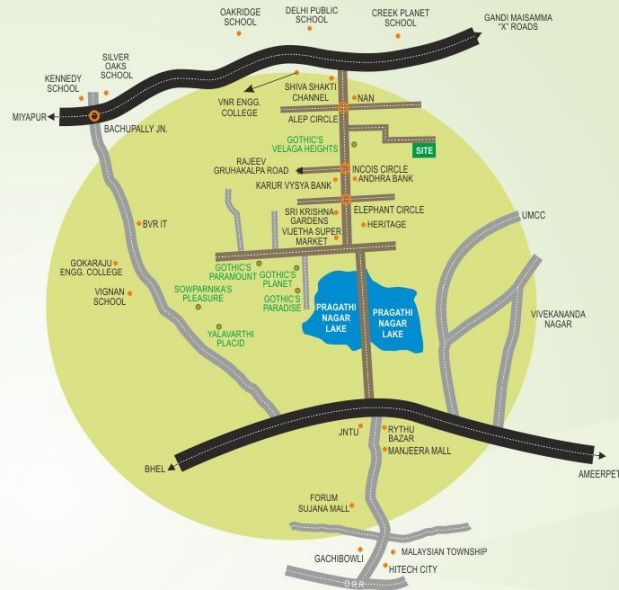 OAKRIDGE
SCHOOL
DELHI PUBLIC
SCHOOL
CREEK PLANET
SCHOOL
GANDI MAISAMMA
"X" ROADS
SILVER
OAKS
SCHOOL
KENNEDY
SCHOOL
MIYAPUR
BACHUPALLY JN.
VNR ENGG.
COLLEGE
SHIVA SHAKTI
CHANNEL
NAN
ALEP CIRCLE
GOTHIC'S
VELAGA HEIGHTS
SITE
RAJEEV
GRUHAKALPA ROAD
INCOIS CIRCLE
ANDHRA BANK
KARUR VYSYA BANK
ELEPHANT CIRCLE
SRI KRISHNA
GARDENS
HERITAGE
VIJETHA SUPER
MARKET
UMCC
BVR IT
GOKARAJU
ENGG. COLLEGE
VIGNAN
SCHOOL
GOTHIC'S
PARAMOUNT
GOTHIC'S
PLANET
GOTHIC'S
PARADISE
SOWPARNIKA'S
PLEASURE
YALAVARTHI
PLACID
PRAGATHI
NAGAR
LAKE
PRAGATHI
NAGAR
LAKE
VIVEKANANDA
NAGAR
JNTU
RYTHU
BAZAR
MANJEERA MALL
BHEL
AMEERPET
FORUM
SUJANA MALL
GACHIBOWLI
MALAYSIAN TOWNSHIP
HITECH CITY
ORR